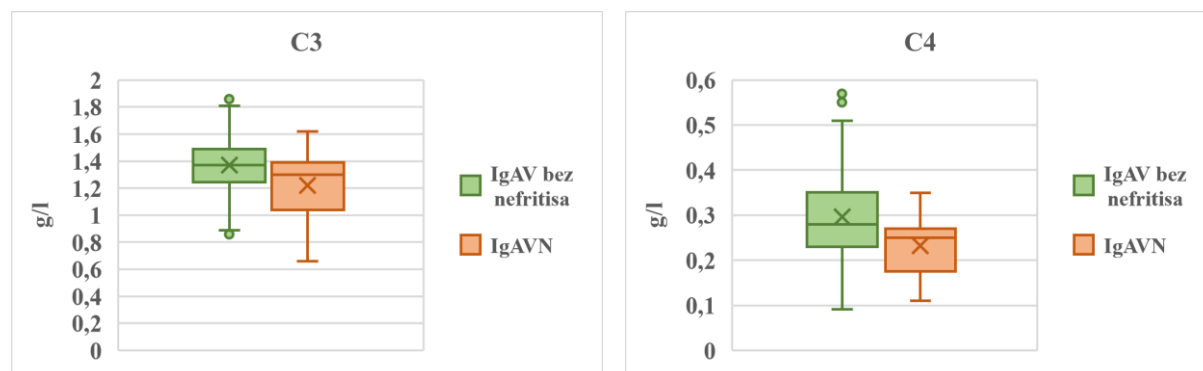 C3
2
1,8
1,6
1,4
1,2
1
0,8
0,6
0,4
0,2
0
g/l
IgAV bez
nefritisa
IgAVN
C4
0,6
0,5
0,4
0,3
0,2
0,1
0
g/l
IgAV bez
nefritisa
IgAVN